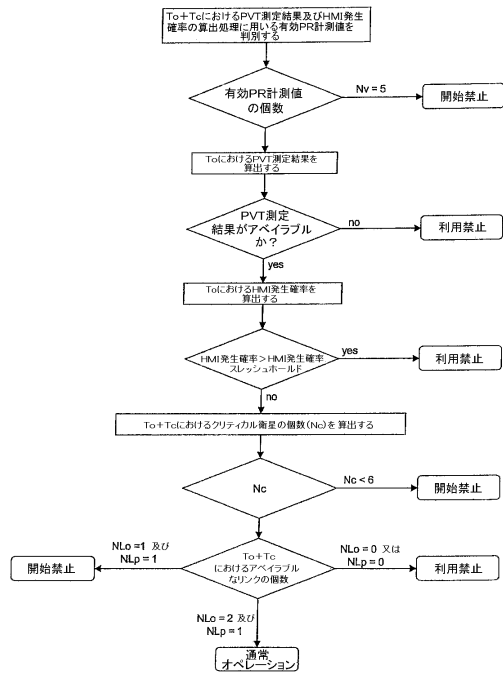 To+TcにおけるPVT測定結果及びHMI発生
確率の算出処理に用いる有効PR計測値を
判別する
有効PR計測値
の個数
Nv = 5
開始禁止
ToにおけるPVT測定結果を
算出する
PVT測定
結果がアベイラブル
か?
no
利用禁止
yes
ToにおけるHMI発生確率を
算出する
HMI発生確率>HMI発生確率
スレッシュホールド
yes
利用禁止
no
To+Tcにおけるクリティカル衛星の個数(Nc)を 算出する
Nc
Nc < 6
開始禁止
NLo =1 及び
NLp = 1
開始禁止
To+Tc
におけるアベイラブル
なリンクの個数
NLo = 0 又は
NLp = 0
利用禁止
NLo = 2 及び
NLp = 1
通常
オペレーション